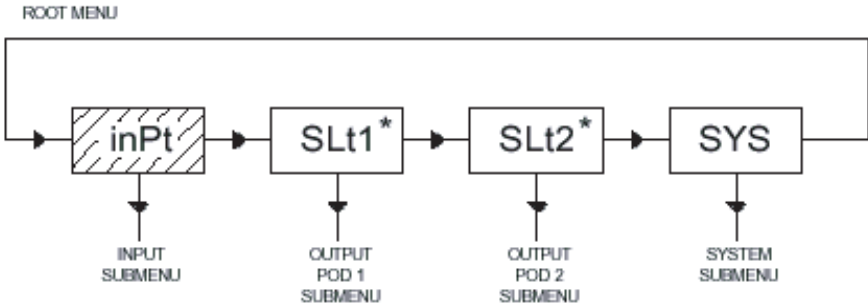 ROOT MENU
inPt
SLt1*
SLt2*
SYS
INPUT
SUBMENU
OUTPUT
POD 1
SUBMENU
OUTPUT
POD 2
SUBMENU
SYSTEM
SUBMENU